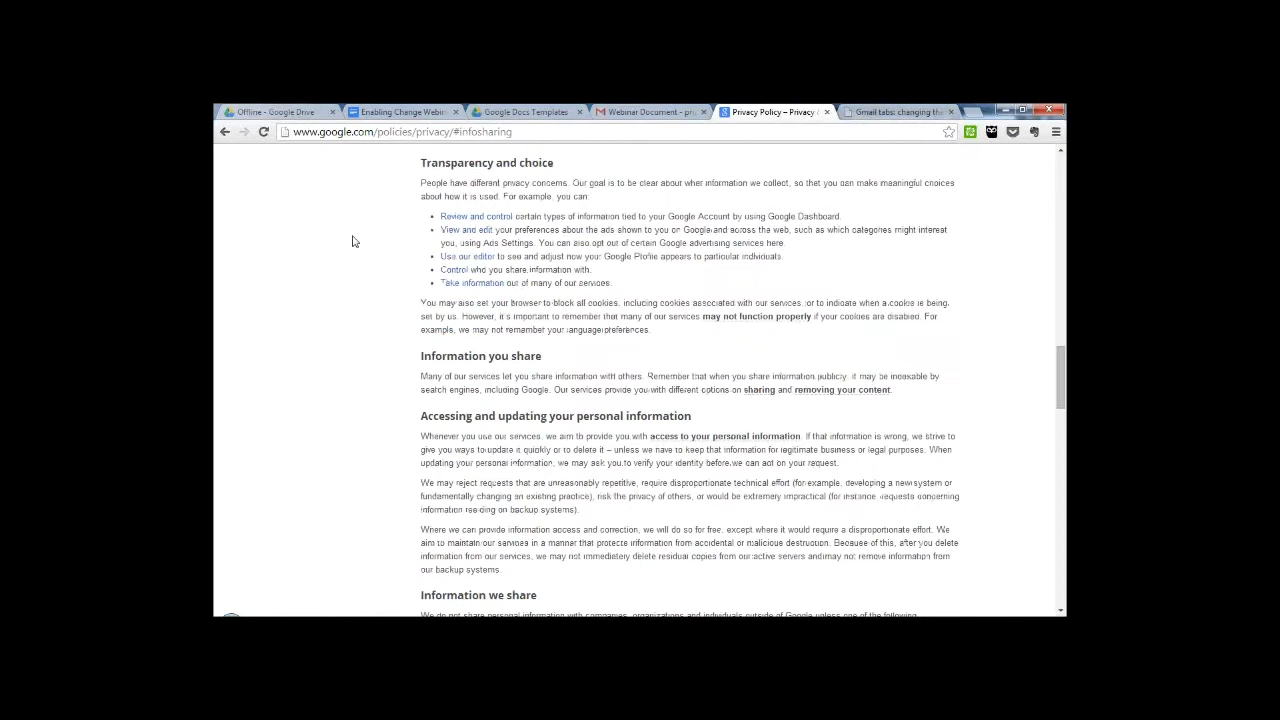 Offline - Google Drive
Enabling Change Webin
Google Docs Templates
Webinar Document - pr
Privacy Policy – Privacy
Gmail tabs: changing the
www.google.com/policies/privacy/#infosharing
Transparency and choice
People have different privacy concerns. Our goal is to be clear about what information we collect, so that you can make meaningful choices
about how it is used. For example, you can:
Review and control certain types of information tied to your Google Account by using Google Dashboard.
View and edit your preferences about the ads shown to you on Google and across the web, such as which categories might interest
you, using Ads Settings. You can also opt out of certain Google advertising services here.
Use our editor to see and adjust how your Google Profile appears to particular individuals.
Control who you share information with.
Take information out of many of our services.
You may also set your browser to block all cookies, including cookies associated with our services, or to indicate when a cookie is being
set by us. However, it's important to remember that many of our services may not function properly if your cookies are disabled. For
example, we may not remember your language preferences.
Information you share
Many of our services let you share information with others. Remember that when you share information publicly, it may be indexable by
search engines, including Google. Our services provide you with different options on sharing and removing your content.
Accessing and updating your personal information
Whenever you use our services, we aim to provide you with access to your personal information. If that information is wrong, we strive to
give you ways to update it quickly or to delete it – unless we have to keep that information for legitimate business or legal purposes. When
updating your personal information, we may ask you to verify your identity before we can act on your request.
We may reject requests that are unreasonably repetitive, require disproportionate technical effort (for example, developing a new system or
fundamentally changing an existing practice), risk the privacy of others, or would be extremely impractical (for instance, requests concerning
information residing on backup systems).
Where we can provide information access and correction, we will do so for free, except where it would require a disproportionate effort. We
aim to maintain our services in a manner that protects information from accidental or malicious destruction. Because of this, after you delete
information from our services, we may not immediately delete residual copies from our active servers and may not remove information from
our backup systems.
Information we share
We do not share personal information with companies, organizations and individuals outside of Google unless one of the following